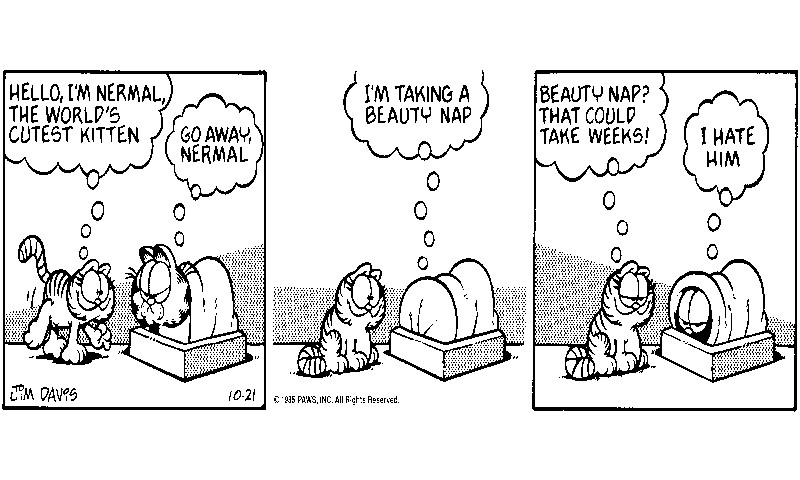 HELLO, I'M NERMAL,
THE WORLD'S
CUTEST KITTEN
GO AWAY,
NERMAL
JIM DAVIS
10-21
I'M TAKING A
BEAUTY NAP
© 1985 PAWS, INC. All Rights Reserved.
BEAUTY NAP?
THAT COULD
TAKE WEEKS!
I HATE
HIM